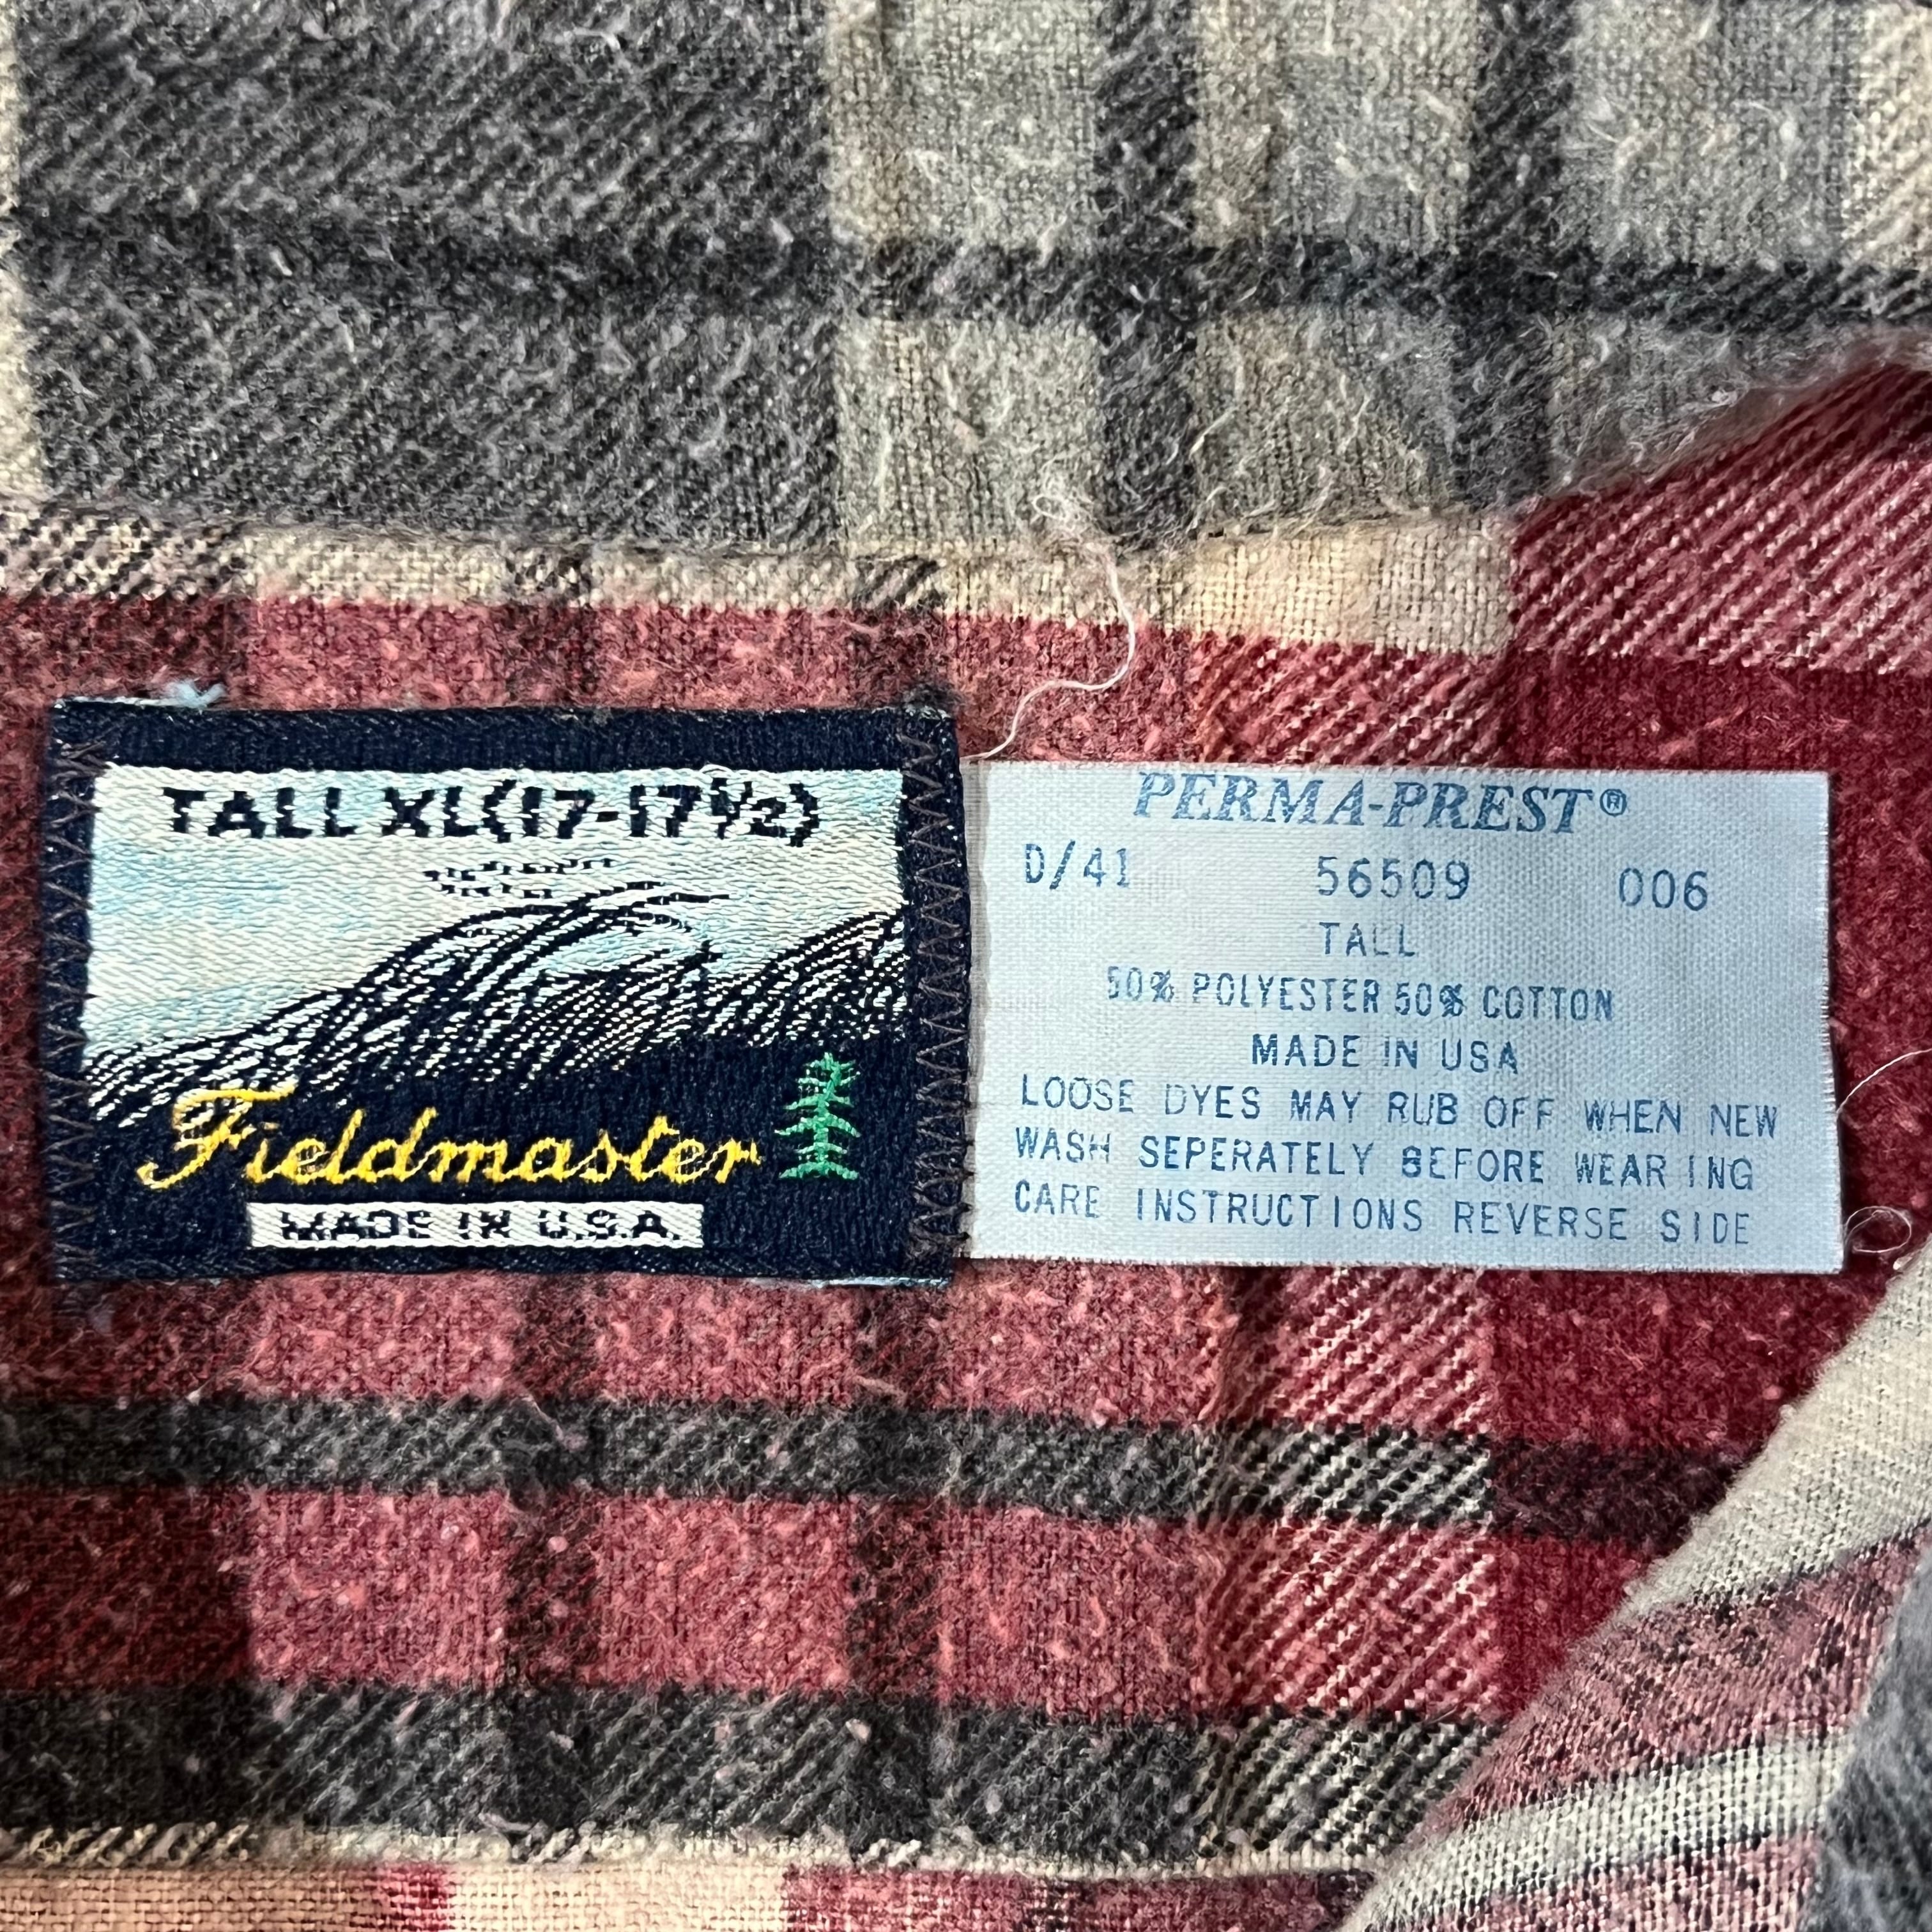 TALL XL(17-17½)
Fieldmaster
MADE IN U.S.A.
PERMA-PREST®
D/41 56509 006
TALL
50% POLYESTER 50% COTTON
MADE IN USA
LOOSE DYES MAY RUB OFF WHEN NEW
WASH SEPERATELY BEFORE WEARING
CARE INSTRUCTIONS REVERSE SIDE